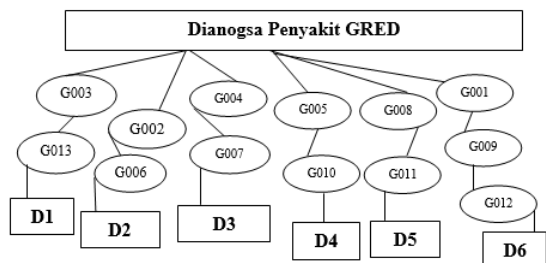 Dianogsa Penyakit GRED
G003
G002
G004
G005
G008
G001
G013
G006
G007
G010
G011
G009
G012
D1
D2
D3
D4
D5
D6